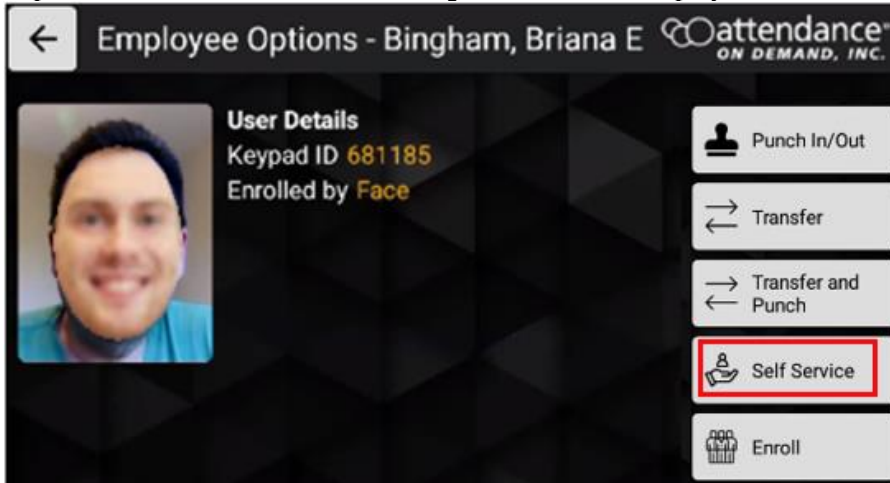 Employee Options - Bingham, Briana E
attendance
ON DEMAND, INC.
User Details
Keypad ID 681185
Enrolled by Face
Punch In/Out
Transfer
Transfer and
Punch
Self Service
Enroll